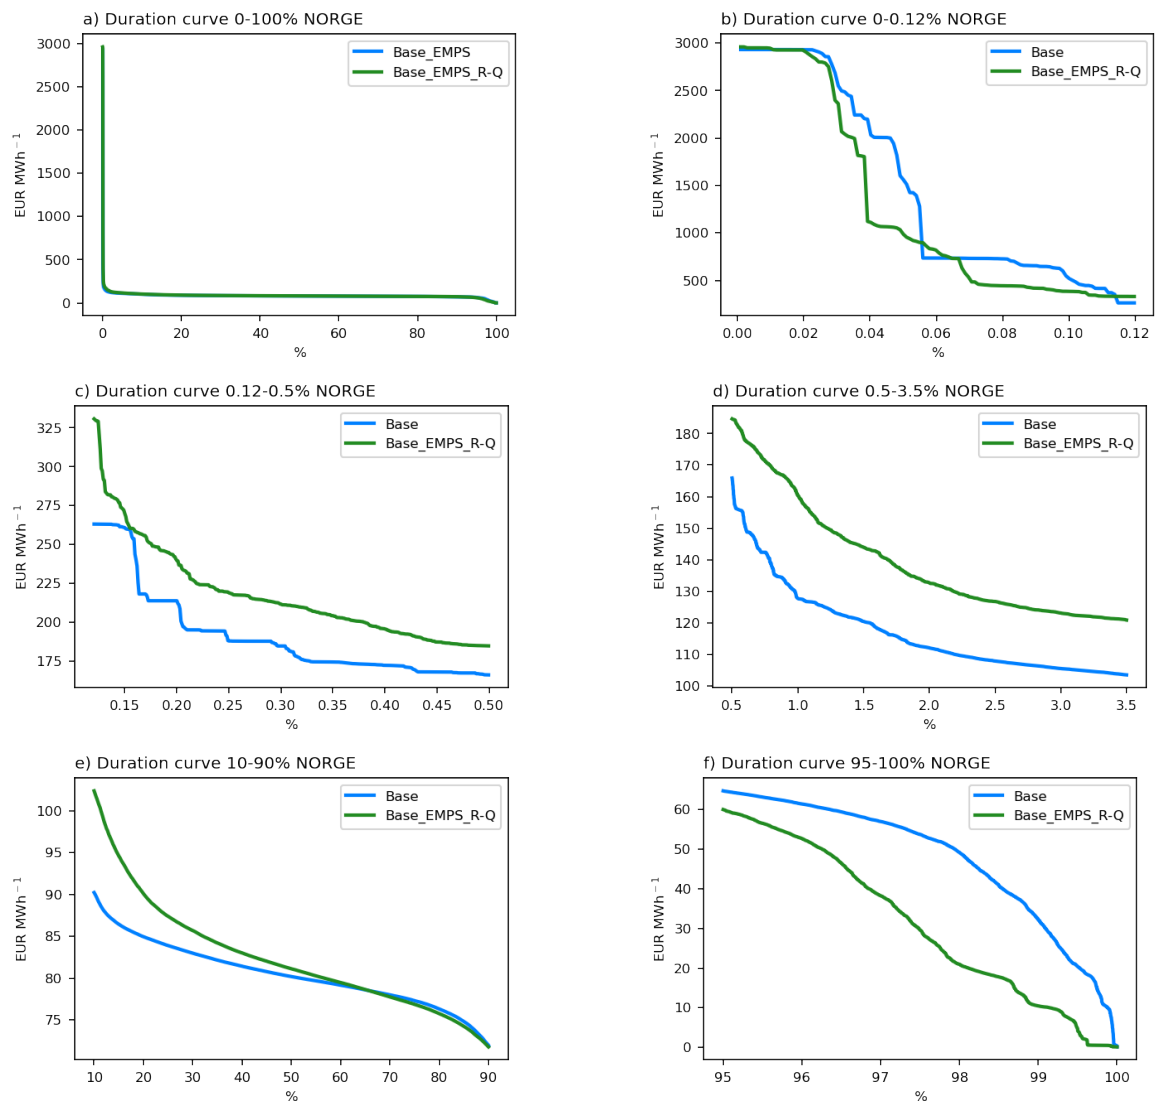 a) Duration curve 0-100% NORGE
3000
2500
2000
1500
1000
500
0
EUR MWh⁻¹
0 20 40 60 80 100
%
Base_EMPS
Base_EMPS_R-Q
b) Duration curve 0-0.12% NORGE
3000
2500
2000
1500
1000
500
EUR MWh⁻¹
0.00 0.02 0.04 0.06 0.08 0.10 0.12
%
Base
Base_EMPS_R-Q
c) Duration curve 0.12-0.5% NORGE
325
300
275
250
225
200
175
EUR MWh⁻¹
0.15 0.20 0.25 0.30 0.35 0.40 0.45 0.50
%
Base
Base_EMPS_R-Q
d) Duration curve 0.5-3.5% NORGE
180
170
160
150
140
130
120
110
100
EUR MWh⁻¹
0.5 1.0 1.5 2.0 2.5 3.0 3.5
%
Base
Base_EMPS_R-Q
e) Duration curve 10-90% NORGE
100
95
90
85
80
75
EUR MWh⁻¹
10 20 30 40 50 60 70 80 90
%
Base
Base_EMPS_R-Q
f) Duration curve 95-100% NORGE
60
50
40
30
20
10
0
EUR MWh⁻¹
95 96 97 98 99 100
%
Base
Base_EMPS_R-Q